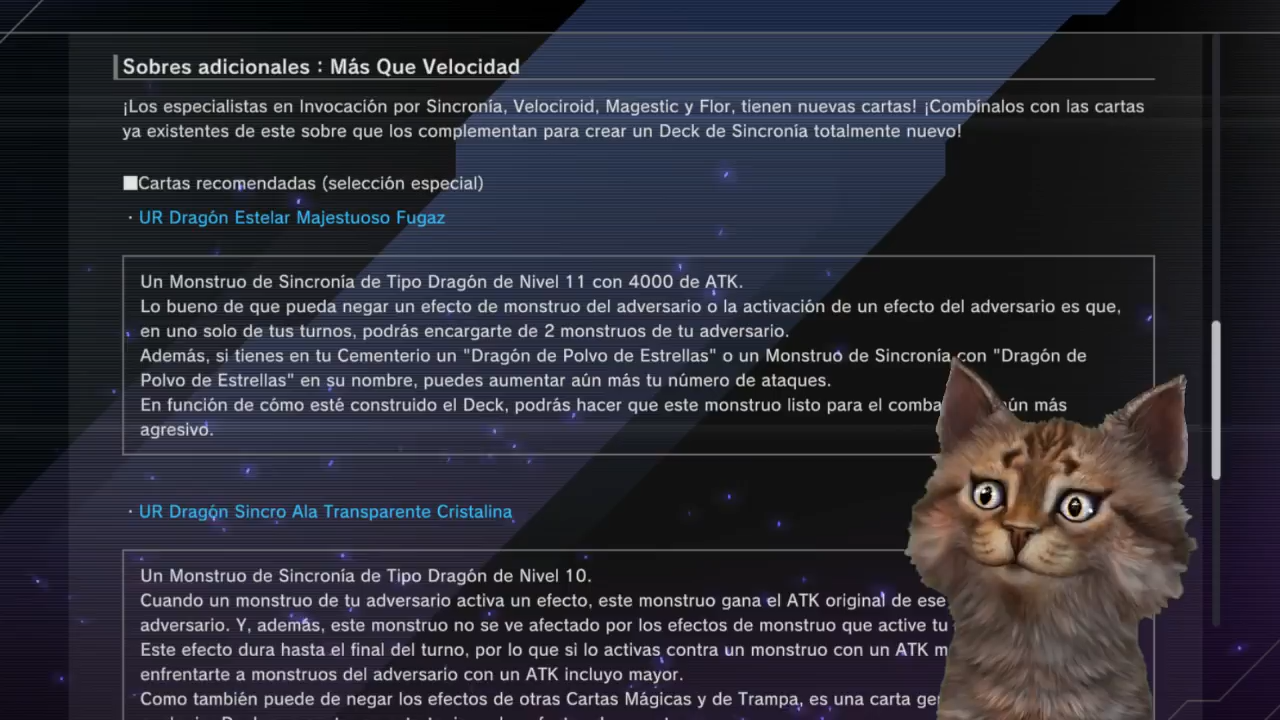 Sobres adicionales : Más Que Velocidad
¡Los especialistas en Invocación por Sincronía, Velociroid, Magestic y Flor, tienen nuevas cartas! ¡Combínalos con las cartas
ya existentes de este sobre que los complementan para crear un Deck de Sincronía totalmente nuevo!
■Cartas recomendadas (selección especial)
· UR Dragón Estelar Majestuoso Fugaz
Un Monstruo de Sincronía de Tipo Dragón de Nivel 11 con 4000 de ATK.
Lo bueno de que pueda negar un efecto de monstruo del adversario o la activación de un efecto del adversario es que,
en uno solo de tus turnos, podrás encargarte de 2 monstruos de tu adversario.
Además, si tienes en tu Cementerio un "Dragón de Polvo de Estrellas" o un Monstruo de Sincronía con "Dragón de
Polvo de Estrellas" en su nombre, puedes aumentar aún más tu número de ataques.
En función de cómo esté construido el Deck, podrás hacer que este monstruo listo para el más
agresivo.
· UR Dragón Sincro Ala Transparente Cristalina
Un Monstruo de Sincronía de Tipo Dragón de Nivel 10.
Cuando un monstruo de tu adversario activa un efecto, este monstruo gana el ATK original de ese
adversario. Y, además, este monstruo no se ve afectado por los efectos de monstruo que active tu
Este efecto dura hasta el final del turno, por lo que si lo activas contra un monstruo con un ATK
enfrentarte a monstruos del adversario con un ATK incluyo mayor.
Como también puede de negar los efectos de otras Cartas Mágicas y de Trampa, es una carta